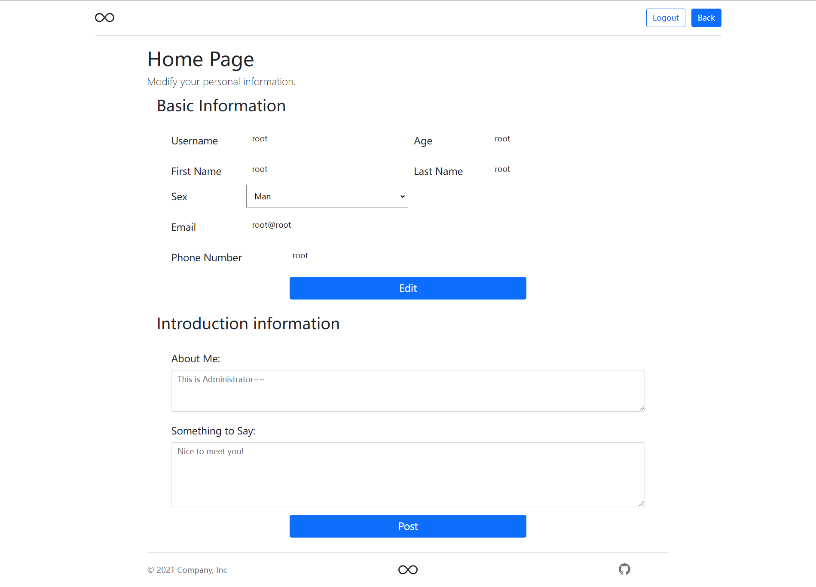 Logout Back
Home Page
Modify your personal information.
Basic Information
Username root Age root
First Name root Last Name root
Sex Man
Email root@root
Phone Number root
Edit
Introduction information
About Me:
This is Administrator~~
Something to Say:
Nice to meet you!
Post
© 2021 Company, Inc